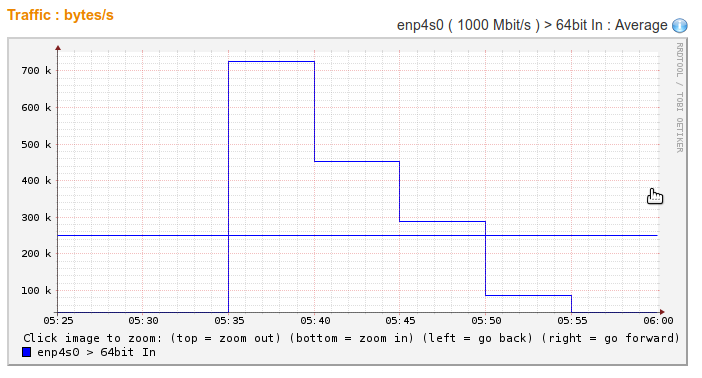 Traffic : bytes/s
enp4s0 ( 1000 Mbit/s ) > 64bit In : Average
RRDTOOL / TOBI OETIKER
700 k
600 k
500 k
400 k
300 k
200 k
100 k
05:25 05:30 05:35 05:40 05:45 05:50 05:55 06:00
Click image to zoom: (top = zoom out) (bottom = zoom in) (left = go back) (right = go forward)
enp4s0 > 64bit In